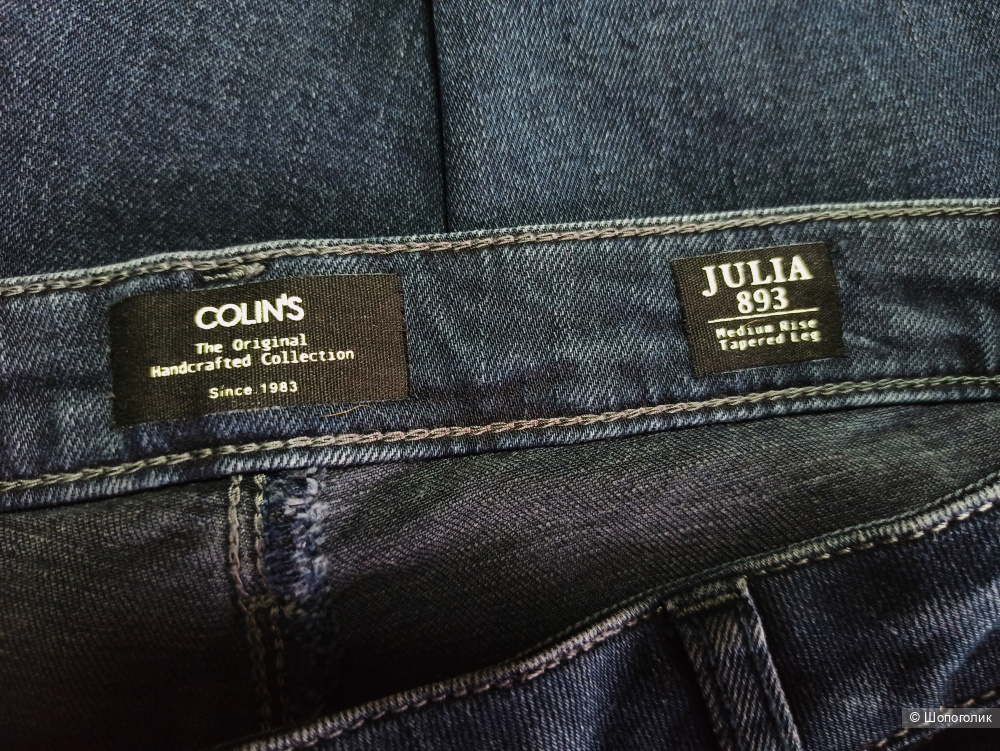 COLIN'S
The Original
Handcrafted Collection
Since 1983
JULIA
893
Medium Rise
Tapered Leg
© Шопоголик